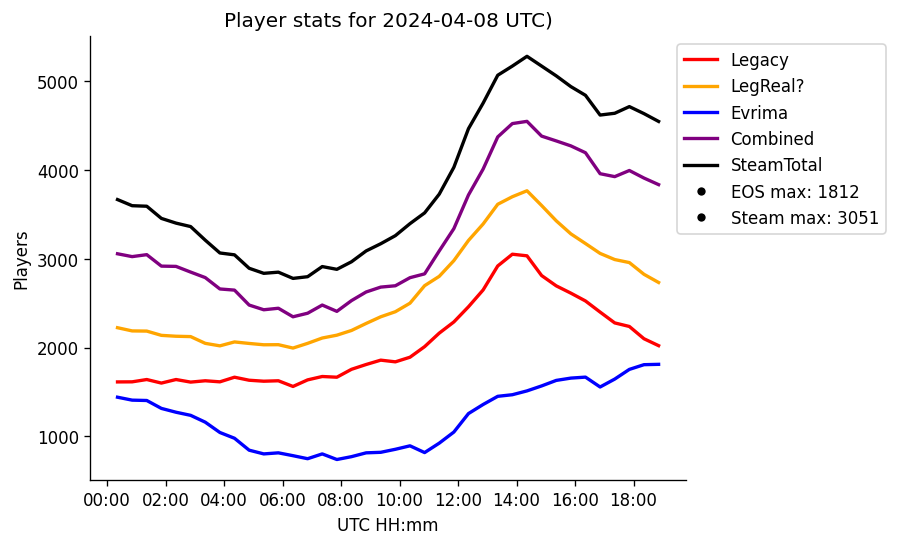 Player stats for 2024-04-08 UTC)
Players
5000
4000
3000
2000
1000
00:00 02:00 04:00 06:00 08:00 10:00 12:00 14:00 16:00 18:00
UTC HH:mm
Legacy
LegReal?
Evrima
Combined
SteamTotal
EOS max: 1812
Steam max: 3051